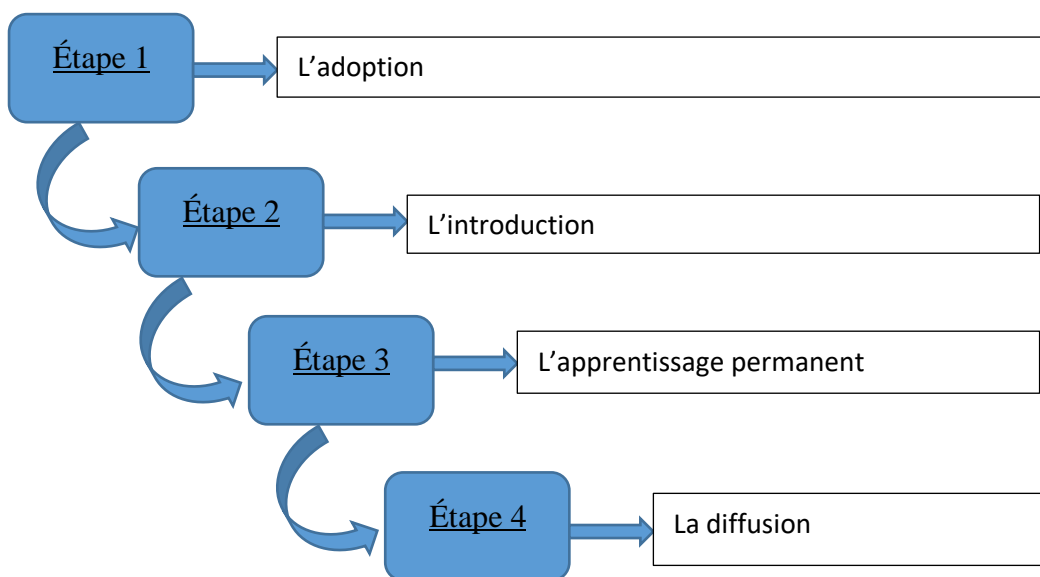 Étape 1
L’adoption
Étape 2
L’introduction
Étape 3
L’apprentissage permanent
Étape 4
La diffusion